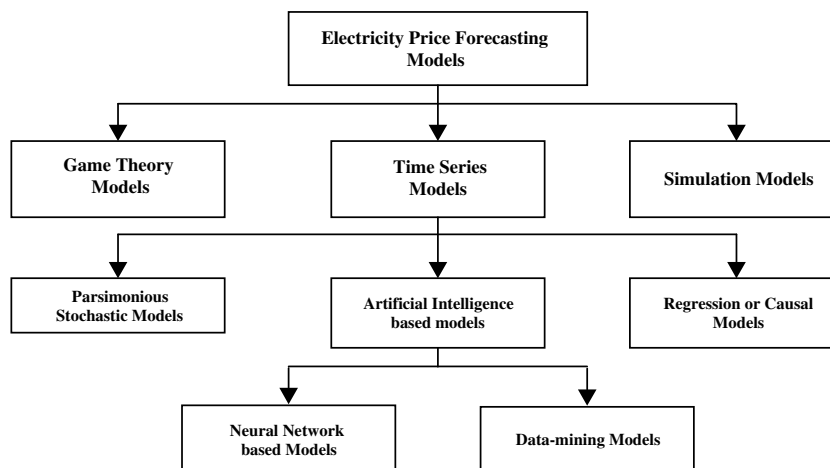 Electricity Price Forecasting
Models
Game Theory
Models
Time Series
Models
Simulation Models
Parsimonious
Stochastic Models
Artificial Intelligence
based models
Regression or Causal
Models
Neural Network
based Models
Data-mining Models